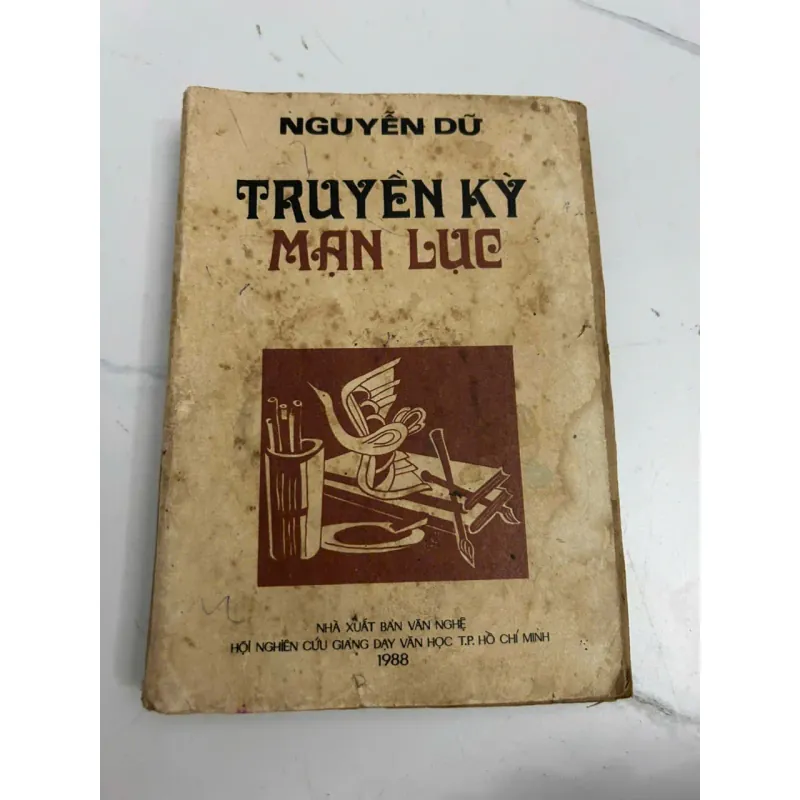 NGUYỄN DỮ
TRUYỀN KỲ
MẠN LỤC
NHÀ XUẤT BẢN VĂN NGHỆ
HỘI NGHIÊN CỨU GIẢNG DẠY VĂN HỌC T.P. HỒ CHÍ MINH
1988